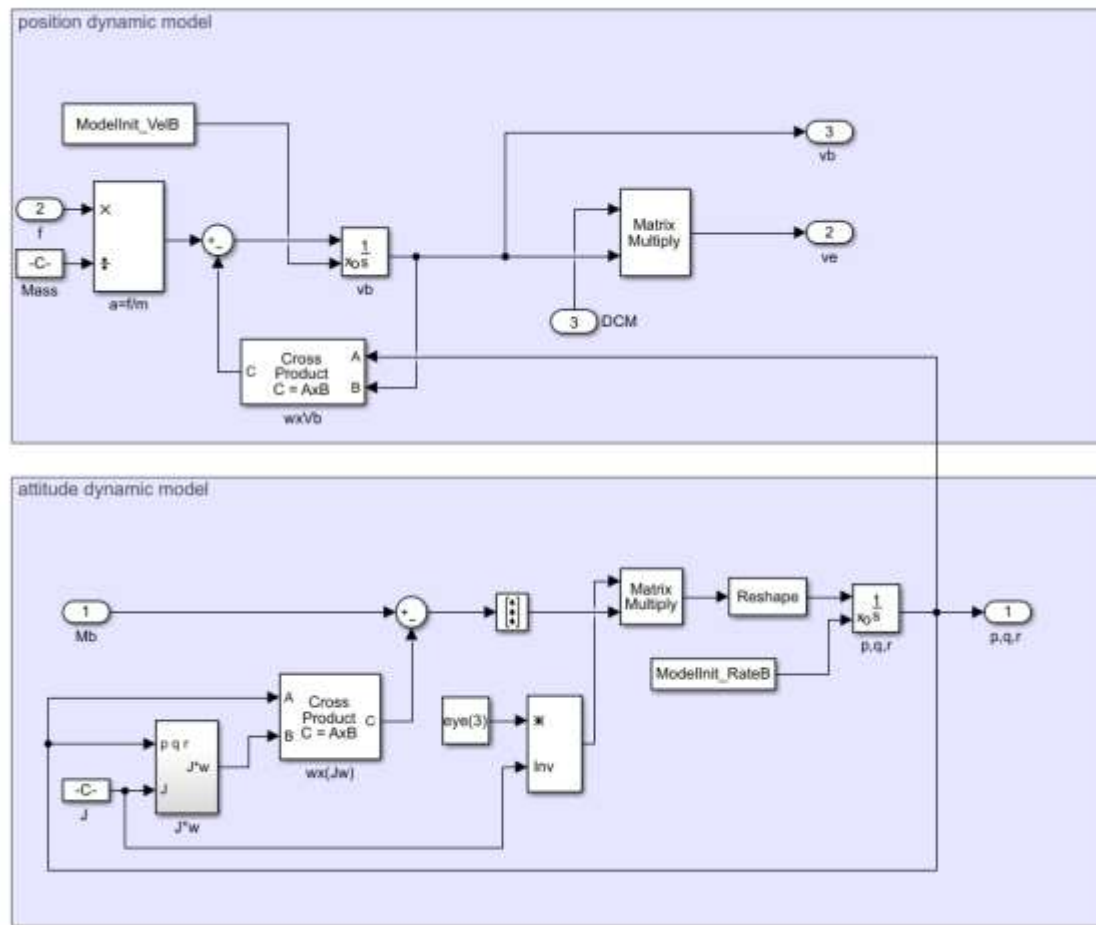 position dynamic model
ModelInit_VelB
3
vb
2
f
×
÷
-C-
Mass
a=f/m
+
-
1
s
xo
vb
Matrix
Multiply
2
ve
3
DCM
Cross
Product
C = AxB
C
A
B
wxVb
attitude dynamic model
1
Mb
+
-
Matrix
Multiply
Reshape
1
s
xo
p,q,r
1
p,q,r
ModelInit_RateB
A
B
Cross
Product
C = AxB
C
wx(Jw)
eye(3)
*
Inv
p q r
J
J*w
J*w
-C-
J